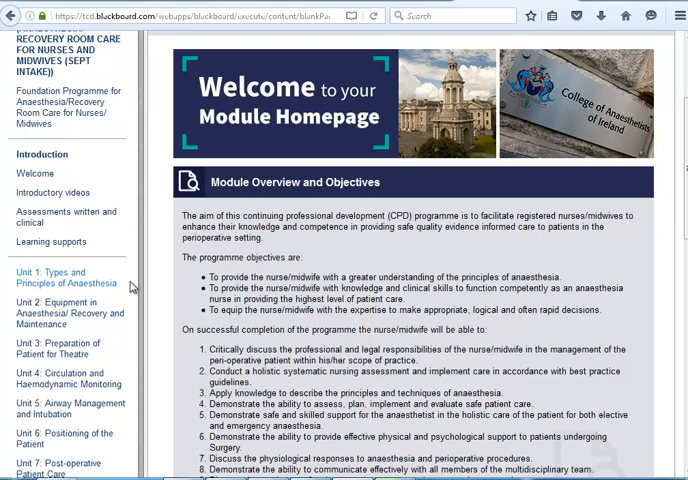 https://tcd.blackboard.com/webapps/blackboard/execute/content/blankPa
Search
RECOVERY ROOM CARE
FOR NURSES AND
MIDWIVES (SEPT
INTAKE))
Foundation Programme for
Anaesthesia/Recovery
Room Care for Nurses/
Midwives
Introduction
Welcome
Introductory videos
Assessments written and
clinical
Learning supports
Unit 1: Types and
Principles of Anaesthesia
Unit 2: Equipment in
Anaesthesia/ Recovery and
Maintenance
Unit 3: Preparation of
Patient for Theatre
Unit 4: Circulation and
Haemodynamic Monitoring
Unit 5: Airway Management
and Intubation
Unit 6: Positioning of the
Patient
Unit 7: Post-operative
Patient Care
Welcome to your
Module Homepage
College of Anaesthetists
of Ireland
Module Overview and Objectives
The aim of this continuing professional development (CPD) programme is to facilitate registered nurses/midwives to
enhance their knowledge and competence in providing safe quality evidence informed care to patients in the
perioperative setting.
The programme objectives are:
• To provide the nurse/midwife with a greater understanding of the principles of anaesthesia.
• To provide the nurse/midwife with knowledge and clinical skills to function competently as an anaesthesia
nurse in providing the highest level of patient care.
• To equip the nurse/midwife with the expertise to make appropriate, logical and often rapid decisions.
On successful completion of the programme the nurse/midwife will be able to:
1. Critically discuss the professional and legal responsibilities of the nurse/midwife in the management of the
peri-operative patient within his/her scope of practice.
2. Conduct a holistic systematic nursing assessment and implement care in accordance with best practice
guidelines.
3. Apply knowledge to describe the principles and techniques of anaesthesia.
4. Demonstrate the ability to assess, plan, implement and evaluate safe patient care.
5. Demonstrate safe and skilled support for the anaesthetist in the holistic care of the patient for both elective
and emergency anaesthesia.
6. Demonstrate the ability to provide effective physical and psychological support to patients undergoing
Surgery.
7. Discuss the physiological responses to anaesthesia and perioperative procedures.
8. Demonstrate the ability to communicate effectively with all members of the multidisciplinary team.